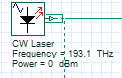 CW Laser
Frequency = 193.1  THz
Power = 0  dBm